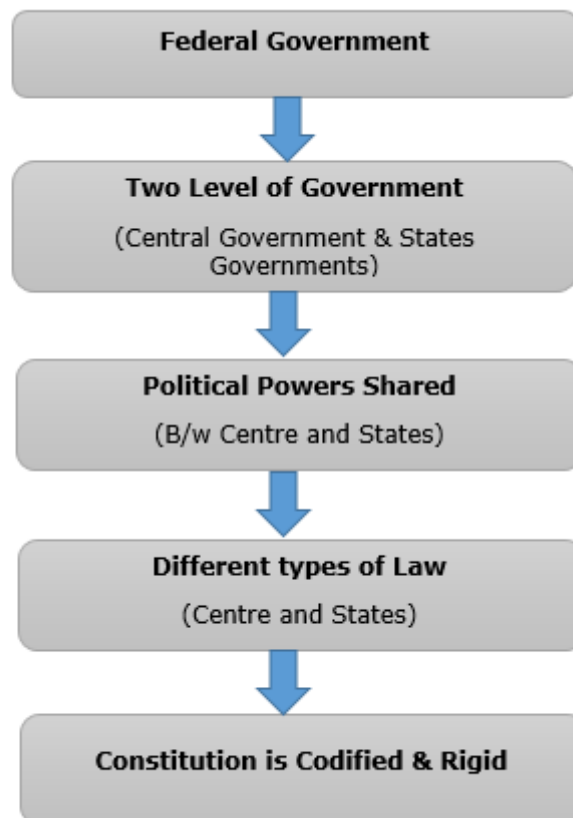 Federal Government
Two Level of Government
(Central Government & States
Governments)
Political Powers Shared
(B/w Centre and States)
Different types of Law
(Centre and States)
Constitution is Codified & Rigid